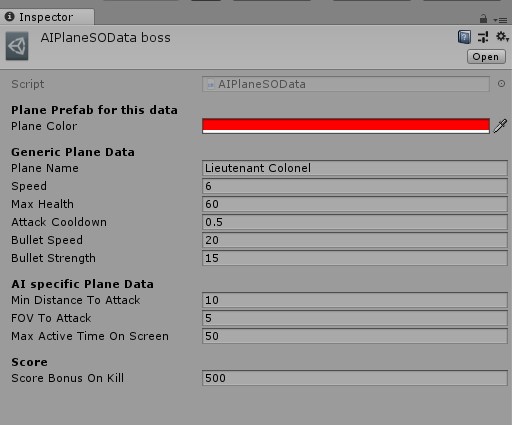 Inspector
AIPlaneSOData boss
Open
Script AIPlaneSOData
Plane Prefab for this data
Plane Color
Generic Plane Data
Plane Name Lieutenant Colonel
Speed 6
Max Health 60
Attack Cooldown 0.5
Bullet Speed 20
Bullet Strength 15
AI specific Plane Data
Min Distance To Attack 10
FOV To Attack 5
Max Active Time On Screen 50
Score
Score Bonus On Kill 500